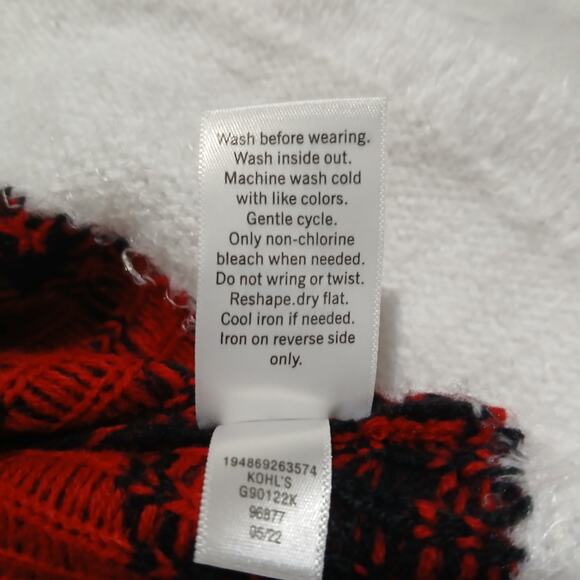 Wash before wearing.
Wash inside out.
Machine wash cold
with like colors.
Gentle cycle.
Only non-chlorine
bleach when needed.
Do not wring or twist.
Reshape.dry flat.
Cool iron if needed.
Iron on reverse side
only.
194869263574
KOHL'S
G90122K
96877
05/22